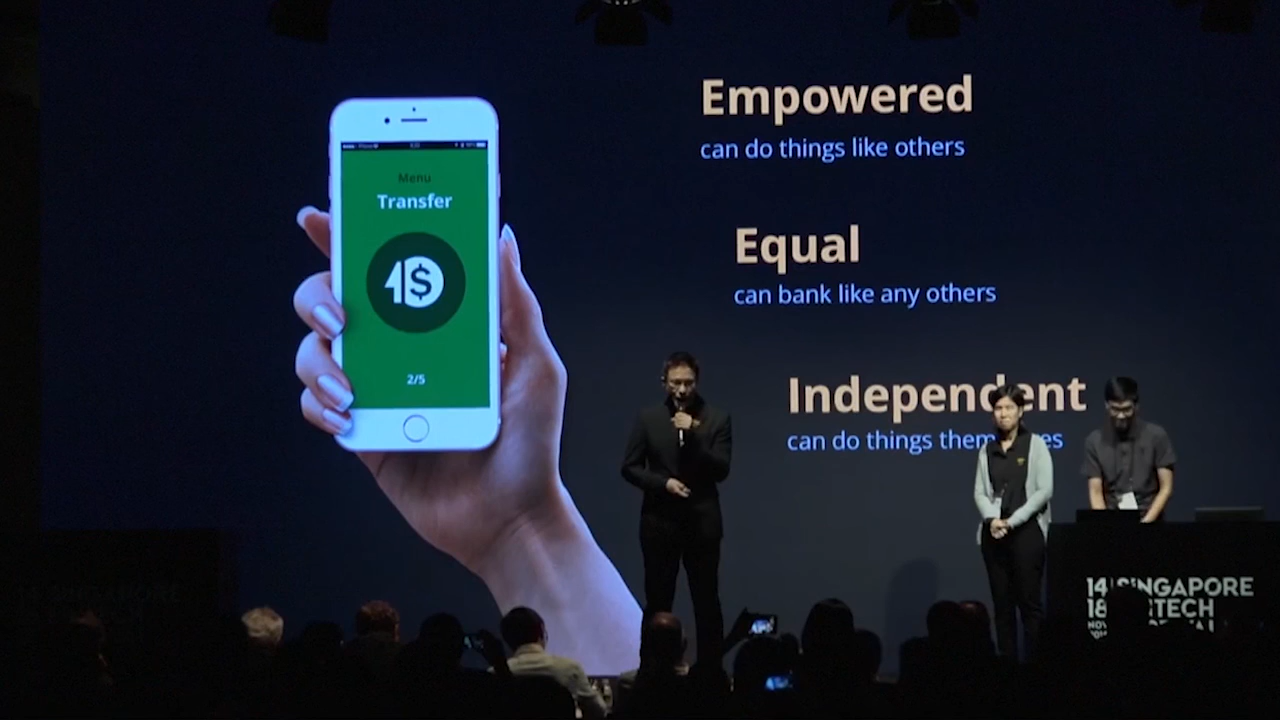 Empowered
can do things like others
Menu
Transfer
$
Equal
can bank like any others
2/5
Independent
can do things
14
SINGAPORE
18
TECH
NOV